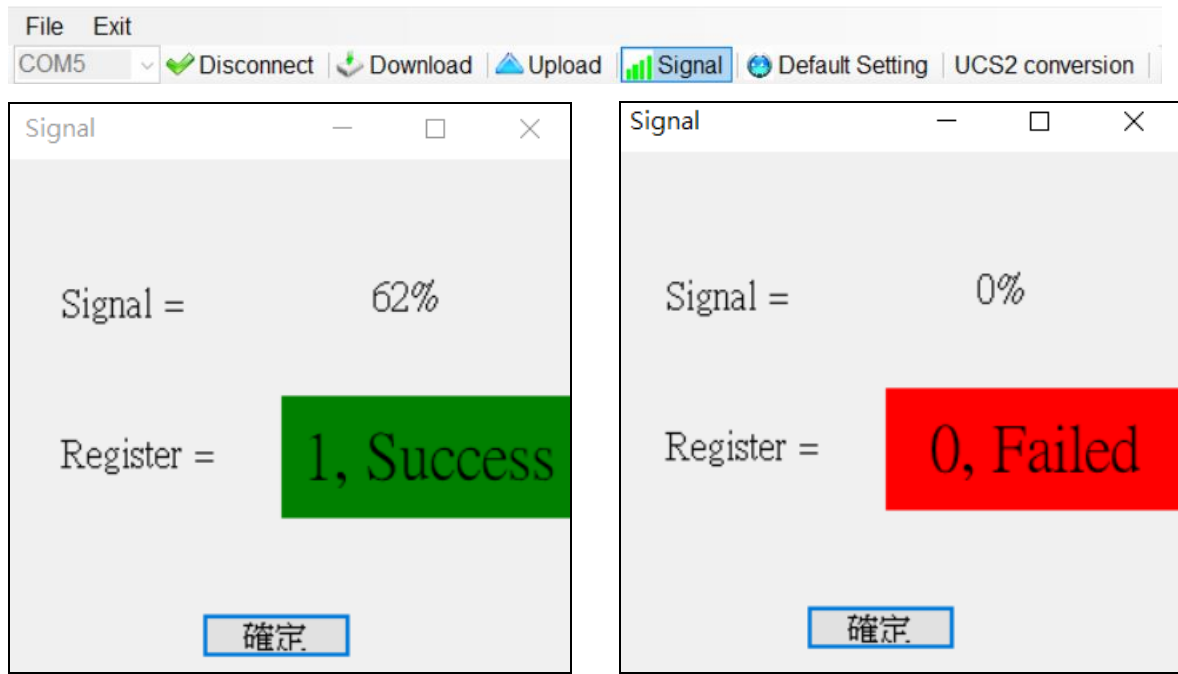 File Exit
COM5 Disconnect Download Upload Signal Default Setting UCS2 conversion
Signal
Signal = 62%
Register = 1, Success
確定
Signal
Signal = 0%
Register = 0, Failed
確定